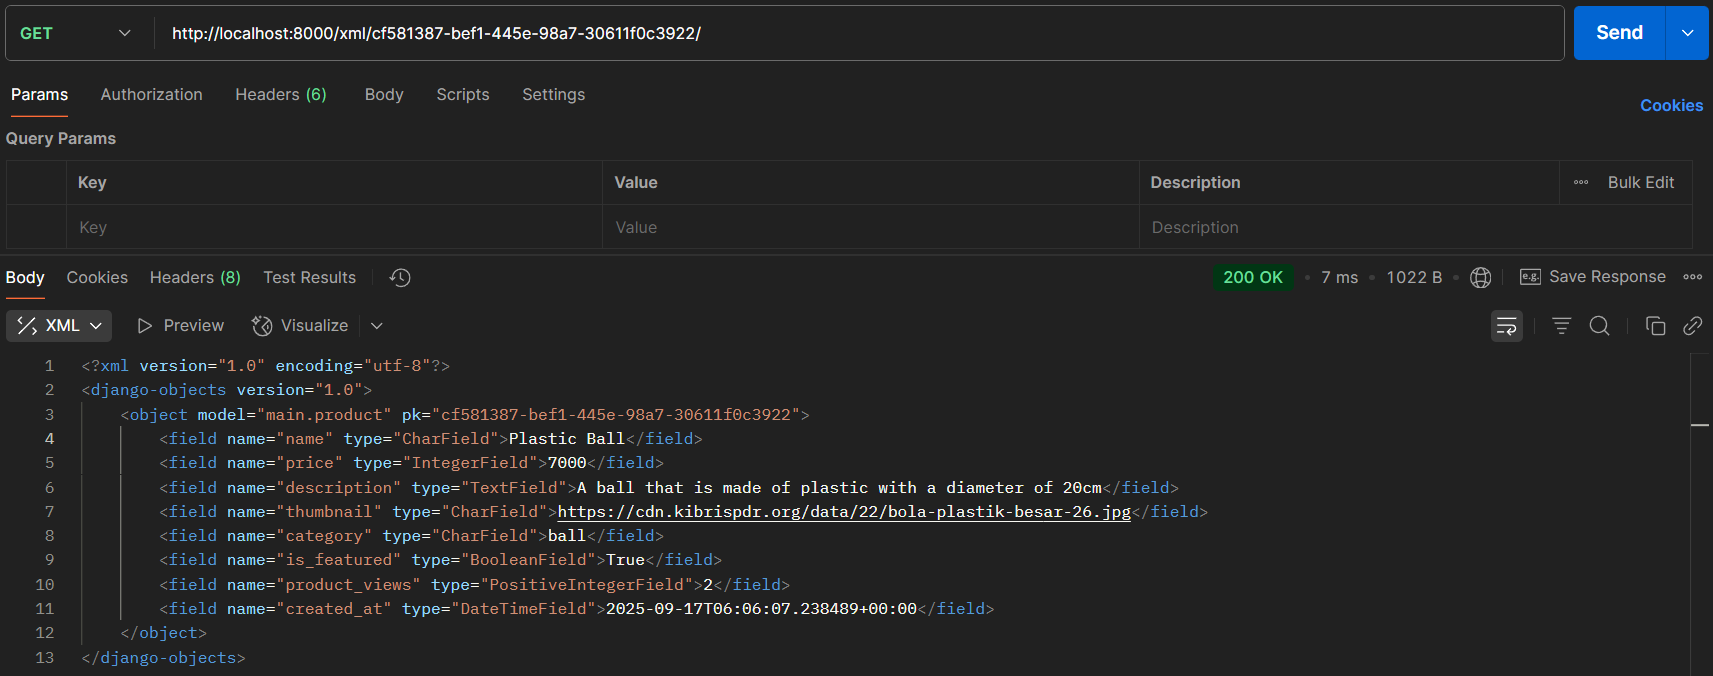 GET http://localhost:8000/xml/cf581387-bef1-445e-98a7-30611f0c3922/ Send
Params Authorization Headers (6) Body Scripts Settings Cookies
Query Params
Key Value Description Bulk Edit
Key Value Description
Body Cookies Headers (8) Test Results 200 OK • 7 ms • 1022 B • e.g. Save Response
XML Preview Visualize
1 <?xml version="1.0" encoding="utf-8"?>
2 <django-objects version="1.0">
3 <object model="main.product" pk="cf581387-bef1-445e-98a7-30611f0c3922">
4 <field name="name" type="CharField">Plastic Ball</field>
5 <field name="price" type="IntegerField">7000</field>
6 <field name="description" type="TextField">A ball that is made of plastic with a diameter of 20cm</field>
7 <field name="thumbnail" type="CharField">https://cdn.kibrispdr.org/data/22/bola-plastik-besar-26.jpg</field>
8 <field name="category" type="CharField">ball</field>
9 <field name="is_featured" type="BooleanField">True</field>
10 <field name="product_views" type="PositiveIntegerField">2</field>
11 <field name="created_at" type="DateTimeField">2025-09-17T06:06:07.238489+00:00</field>
12 </object>
13 </django-objects>